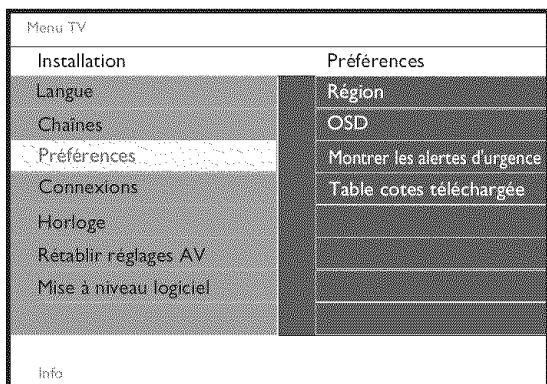 Menu TV
Installation
Préférences
Langue
Région
Chaînes
OSD
Préférences
Montrer les alertes d'urgence
Connexions
Table cotes téléchargée
Horloge
Rétablir réglages AV
Mise à niveau logiciel
Info